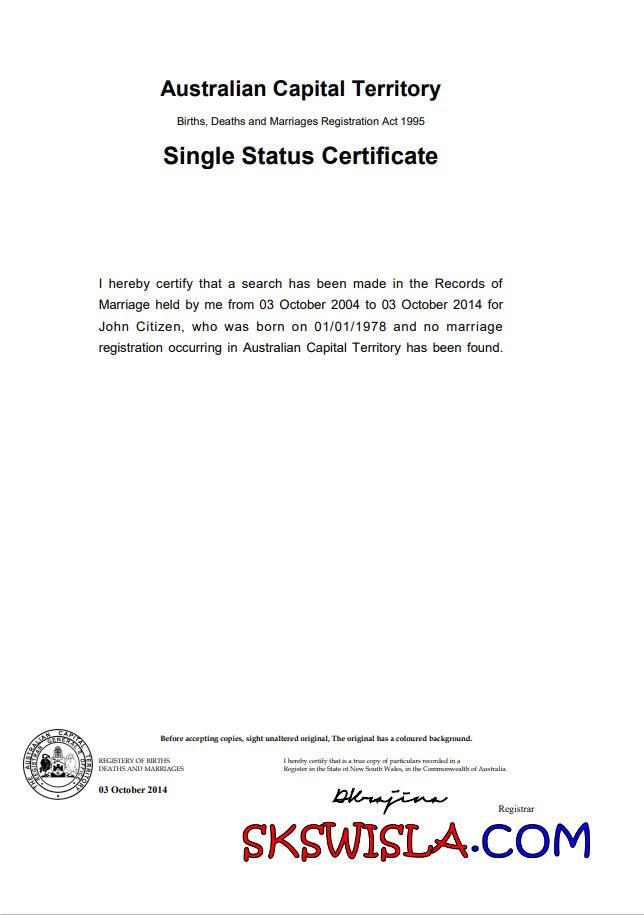 Australian Capital Territory
Births, Deaths and Marriages Registration Act 1995
Single Status Certificate
I hereby certify that a search has been made in the Records of
Marriage held by me from 03 October 2004 to 03 October 2014 for
John Citizen, who was born on 01/01/1978 and no marriage
registration occurring in Australian Capital Territory has been found.
Before accepting copies, sight unaltered original, The original has a coloured background.
AUSTRALIAN CAPITAL TERRITORY
THE REGISTRAR GENERAL'S OFFICE
REGISTERY OF BIRTHS
DEATHS AND MARRIAGES
03 October 2014
I hereby certify that is a true copy of particulars recorded in a
Register in the State of New South Wales, in the Commonwealth of Australia.
Registrar
SKSWISLA.COM